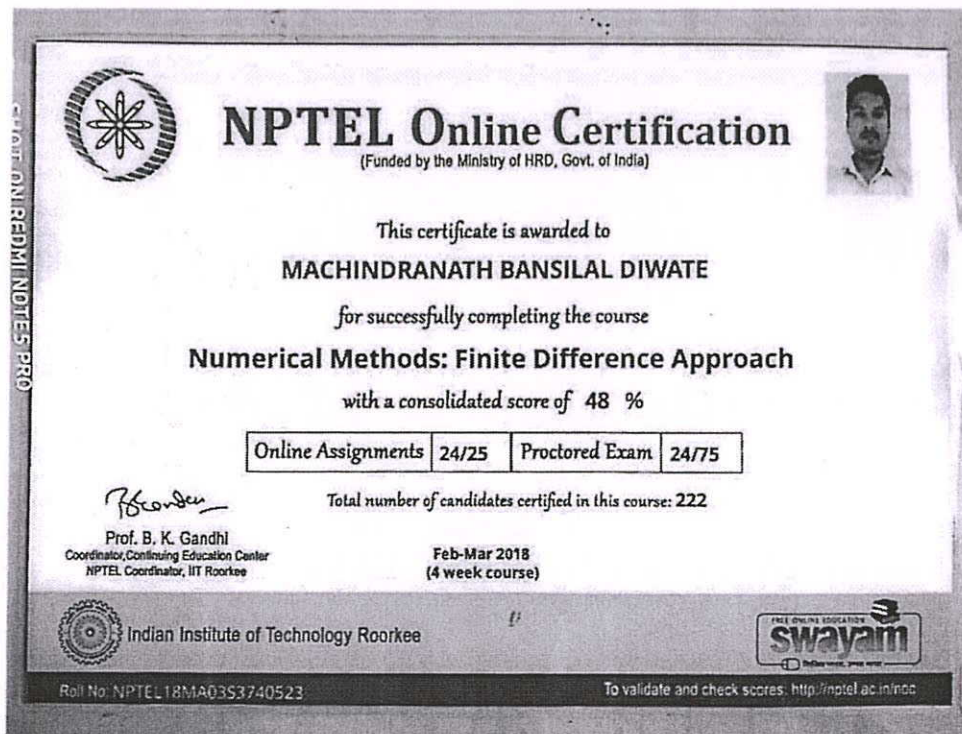 NPTEL Online Certification
(Funded by the Ministry of HRD, Govt. of India)
This certificate is awarded to
MACHINDRANATH BANSILAL DIWATE
for successfully completing the course
Numerical Methods: Finite Difference Approach
with a consolidated score of 48 %
Online Assignments 24/25 Proctored Exam 24/75
Total number of candidates certified in this course: 222
Prof. B. K. Gandhi
Coordinator,Continuing Education Center
NPTEL Coordinator, IIT Roorkee
Feb-Mar 2018
(4 week course)
Indian Institute of Technology Roorkee
FREE ONLINE EDUCATION
swayam
Roll No: NPTEL18MA03S3740523
To validate and check scores: http://nptel.ac.in/noc
SHOT ON REDMI NOTE5 PRO